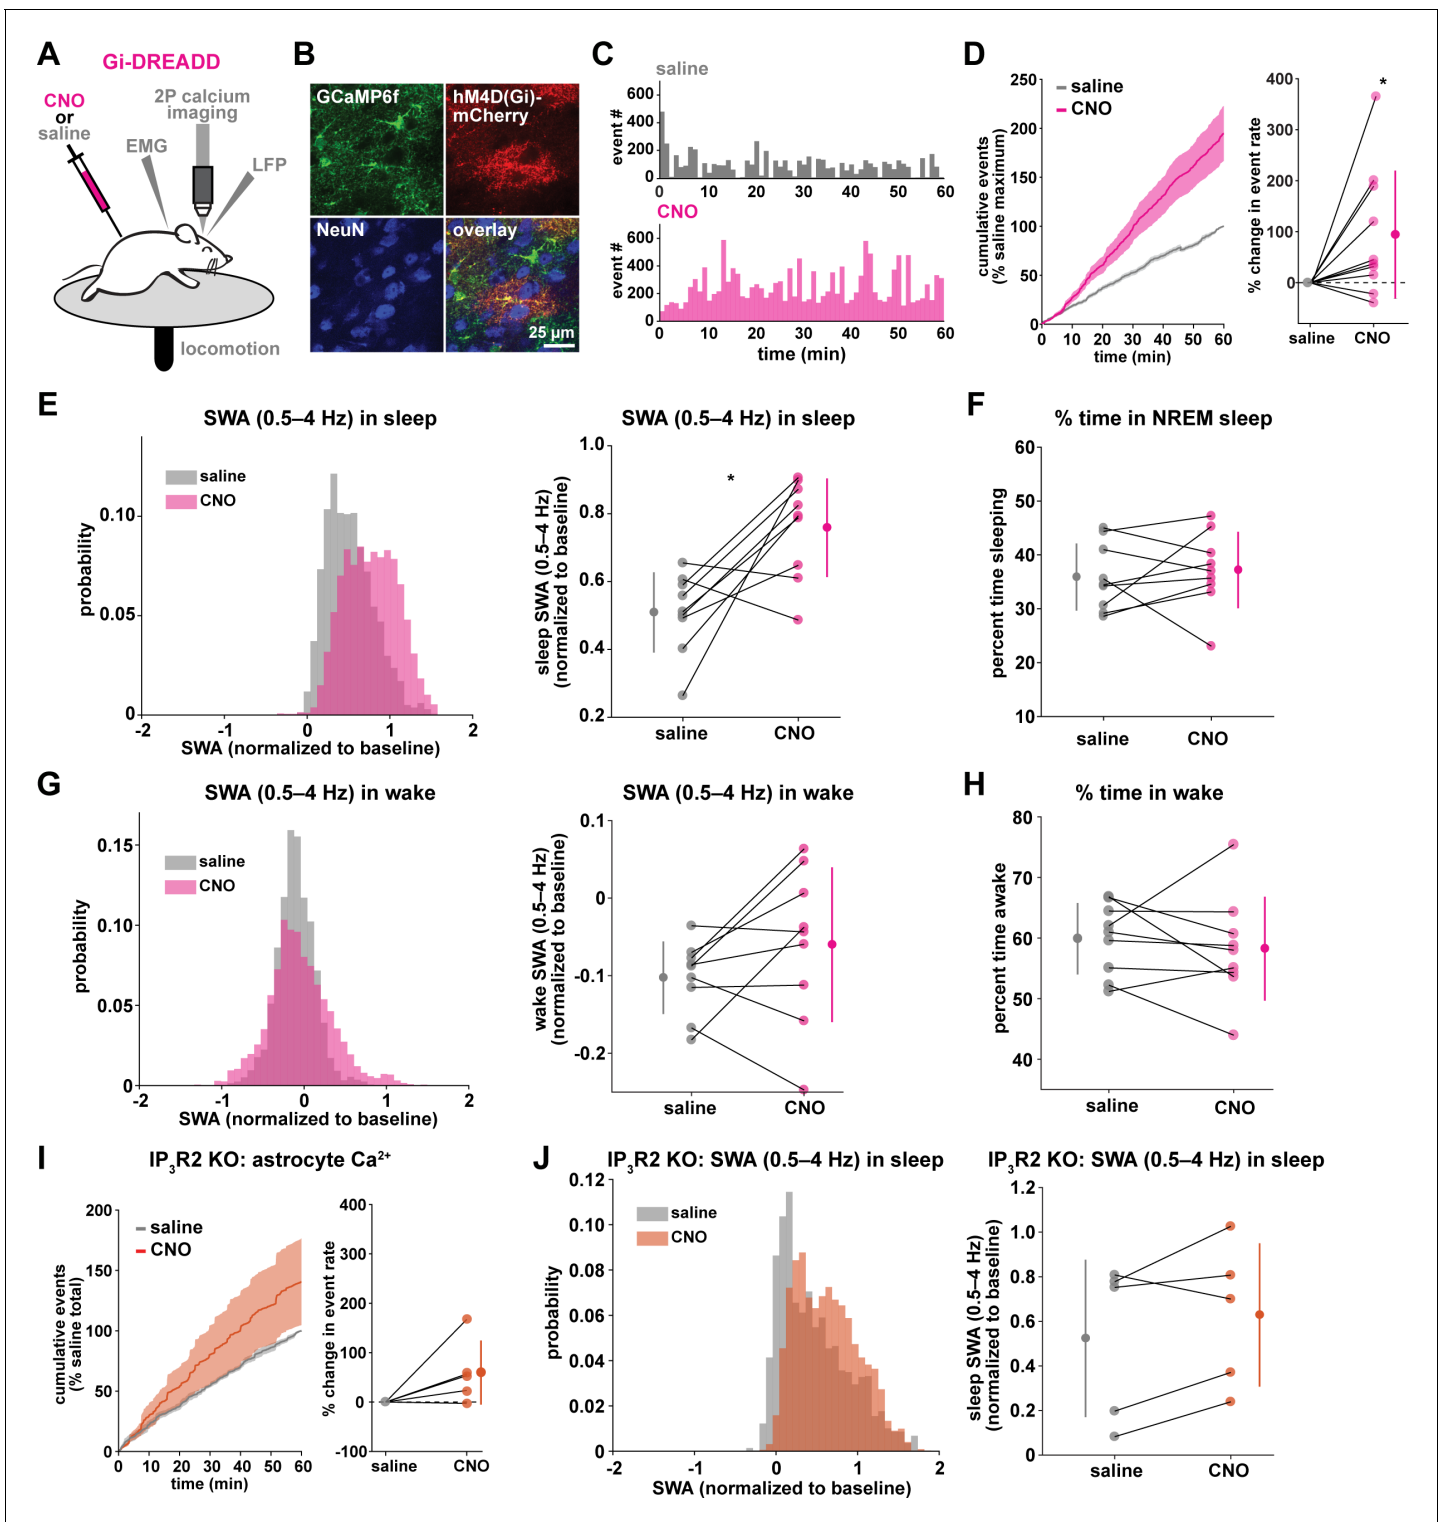 A
Gi-DREADD
CNO
or
saline
2P calcium
imaging
EMG
LFP
locomotion
B
GCaMP6f
hM4D(Gi)-
mCherry
NeuN
overlay
25 µm
C
saline
event #
600
400
200
0
0 10 20 30 40 50 60
CNO
event #
600
400
200
0
0 10 20 30 40 50 60
time (min)
D
saline
CNO
cumulative events
(% saline maximum)
250
200
150
100
50
0
0 10 20 30 40 50 60
time (min)
*
% change in event rate
400
300
200
100
0
saline CNO
E
SWA (0.5–4 Hz) in sleep
saline
CNO
probability
0.10
0.05
0
-2 -1 0 1 2
SWA (normalized to baseline)
SWA (0.5–4 Hz) in sleep
*
sleep SWA (0.5–4 Hz)
(normalized to baseline)
1.0
0.8
0.6
0.4
0.2
saline CNO
F
% time in NREM sleep
percent time sleeping
60
50
40
30
20
10
saline CNO
G
SWA (0.5–4 Hz) in wake
saline
CNO
probability
0.15
0.10
0.05
0
-2 -1 0 1 2
SWA (normalized to baseline)
SWA (0.5–4 Hz) in wake
wake SWA (0.5–4 Hz)
(normalized to baseline)
0.1
0
-0.1
-0.2
saline CNO
H
% time in wake
percent time awake
80
70
60
50
40
saline CNO
I
IP3R2 KO: astrocyte Ca2+
saline
CNO
cumulative events
(% saline total)
200
150
100
50
0
0 10 20 30 40 50 60
time (min)
% change in event rate
400
300
200
100
0
-100
saline CNO
J
IP3R2 KO: SWA (0.5–4 Hz) in sleep
saline
CNO
probability
0.12
0.10
0.12
0.08
0.06
0.04
0.02
0
-2 -1 0 1 2
SWA (normalized to baseline)
IP3R2 KO: SWA (0.5–4 Hz) in sleep
sleep SWA (0.5–4 Hz)
(normalized to baseline)
1.2
1.0
0.8
0.6
0.4
0.2
0
saline CNO